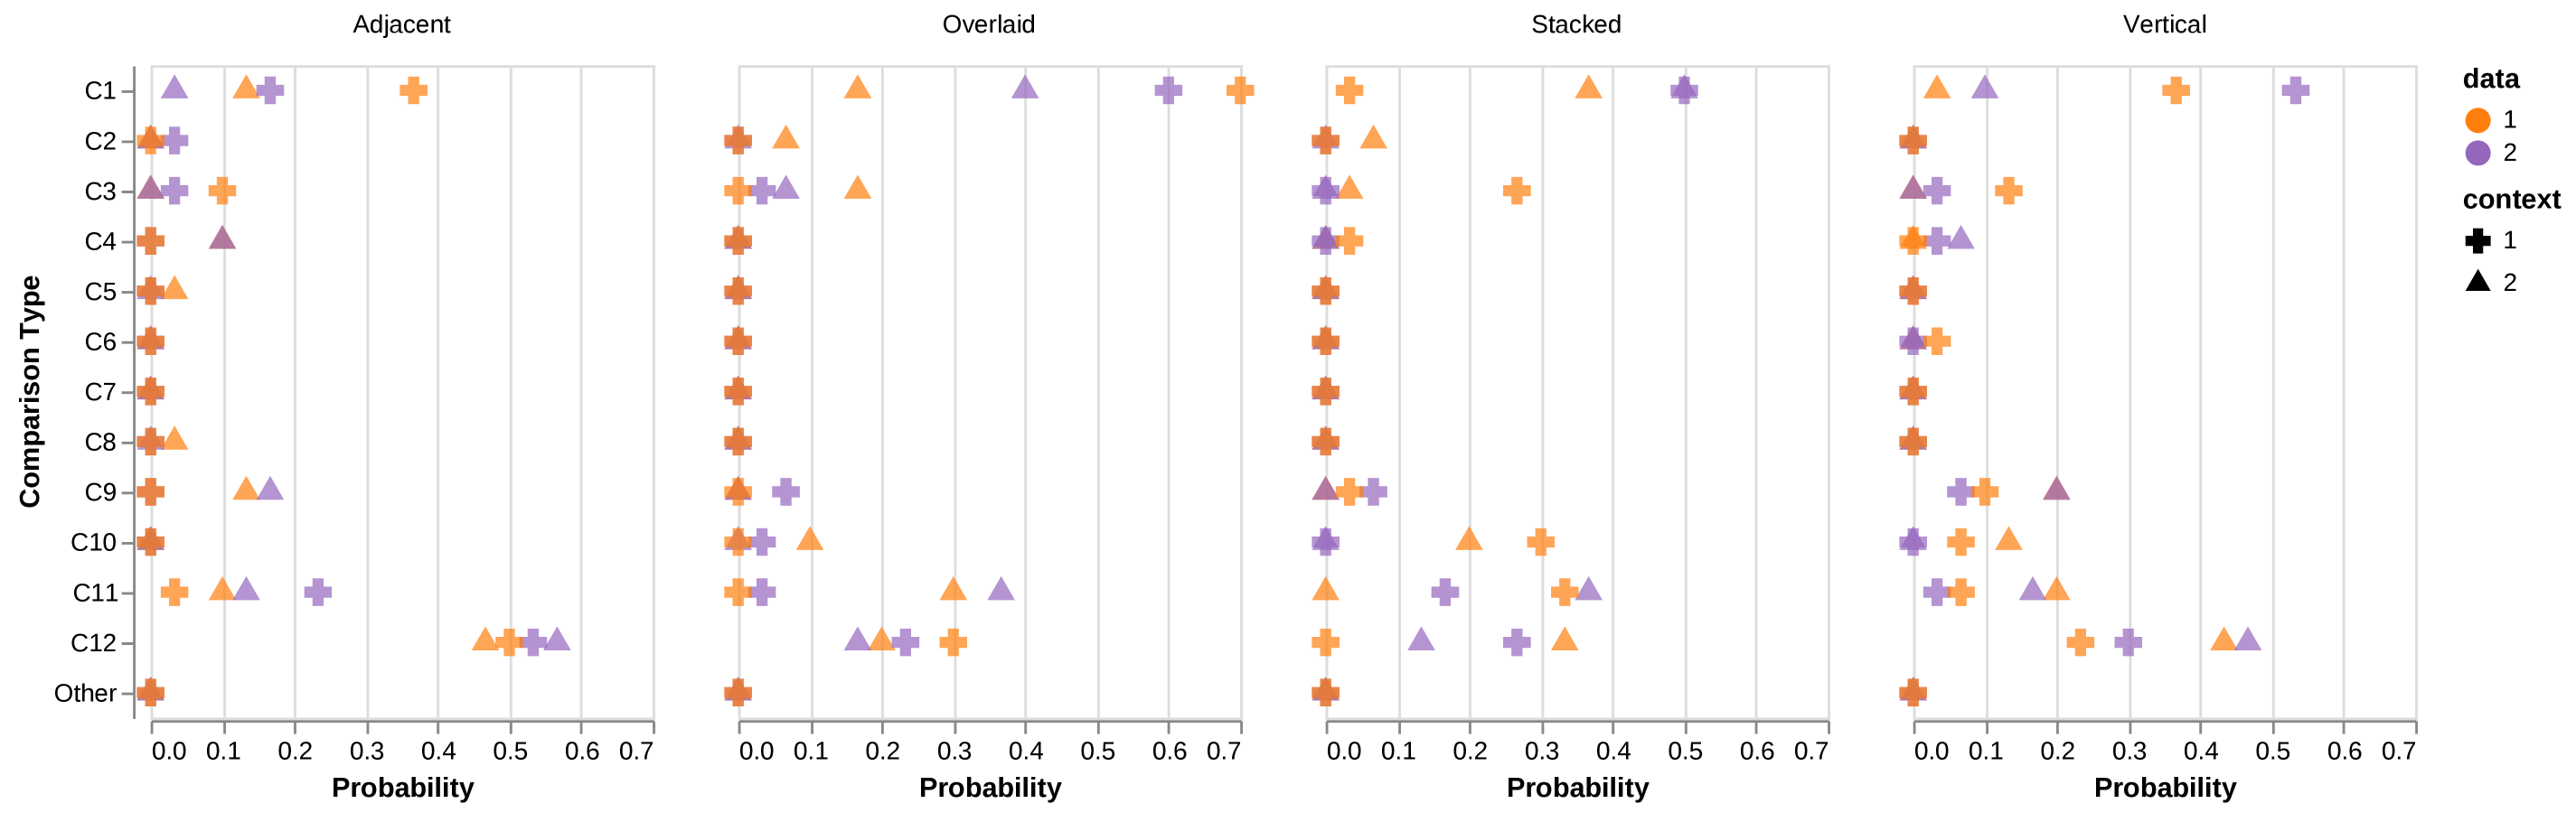 Adjacent Overlaid Stacked Vertical
data
1
2
context
1
2
Comparison Type
C1
C2
C3
C4
C5
C6
C7
C8
C9
C10
C11
C12
Other
0.0 0.1 0.2 0.3 0.4 0.5 0.6 0.7 0.0 0.1 0.2 0.3 0.4 0.5 0.6 0.7 0.0 0.1 0.2 0.3 0.4 0.5 0.6 0.7 0.0 0.1 0.2 0.3 0.4 0.5 0.6 0.7
Probability Probability Probability Probability